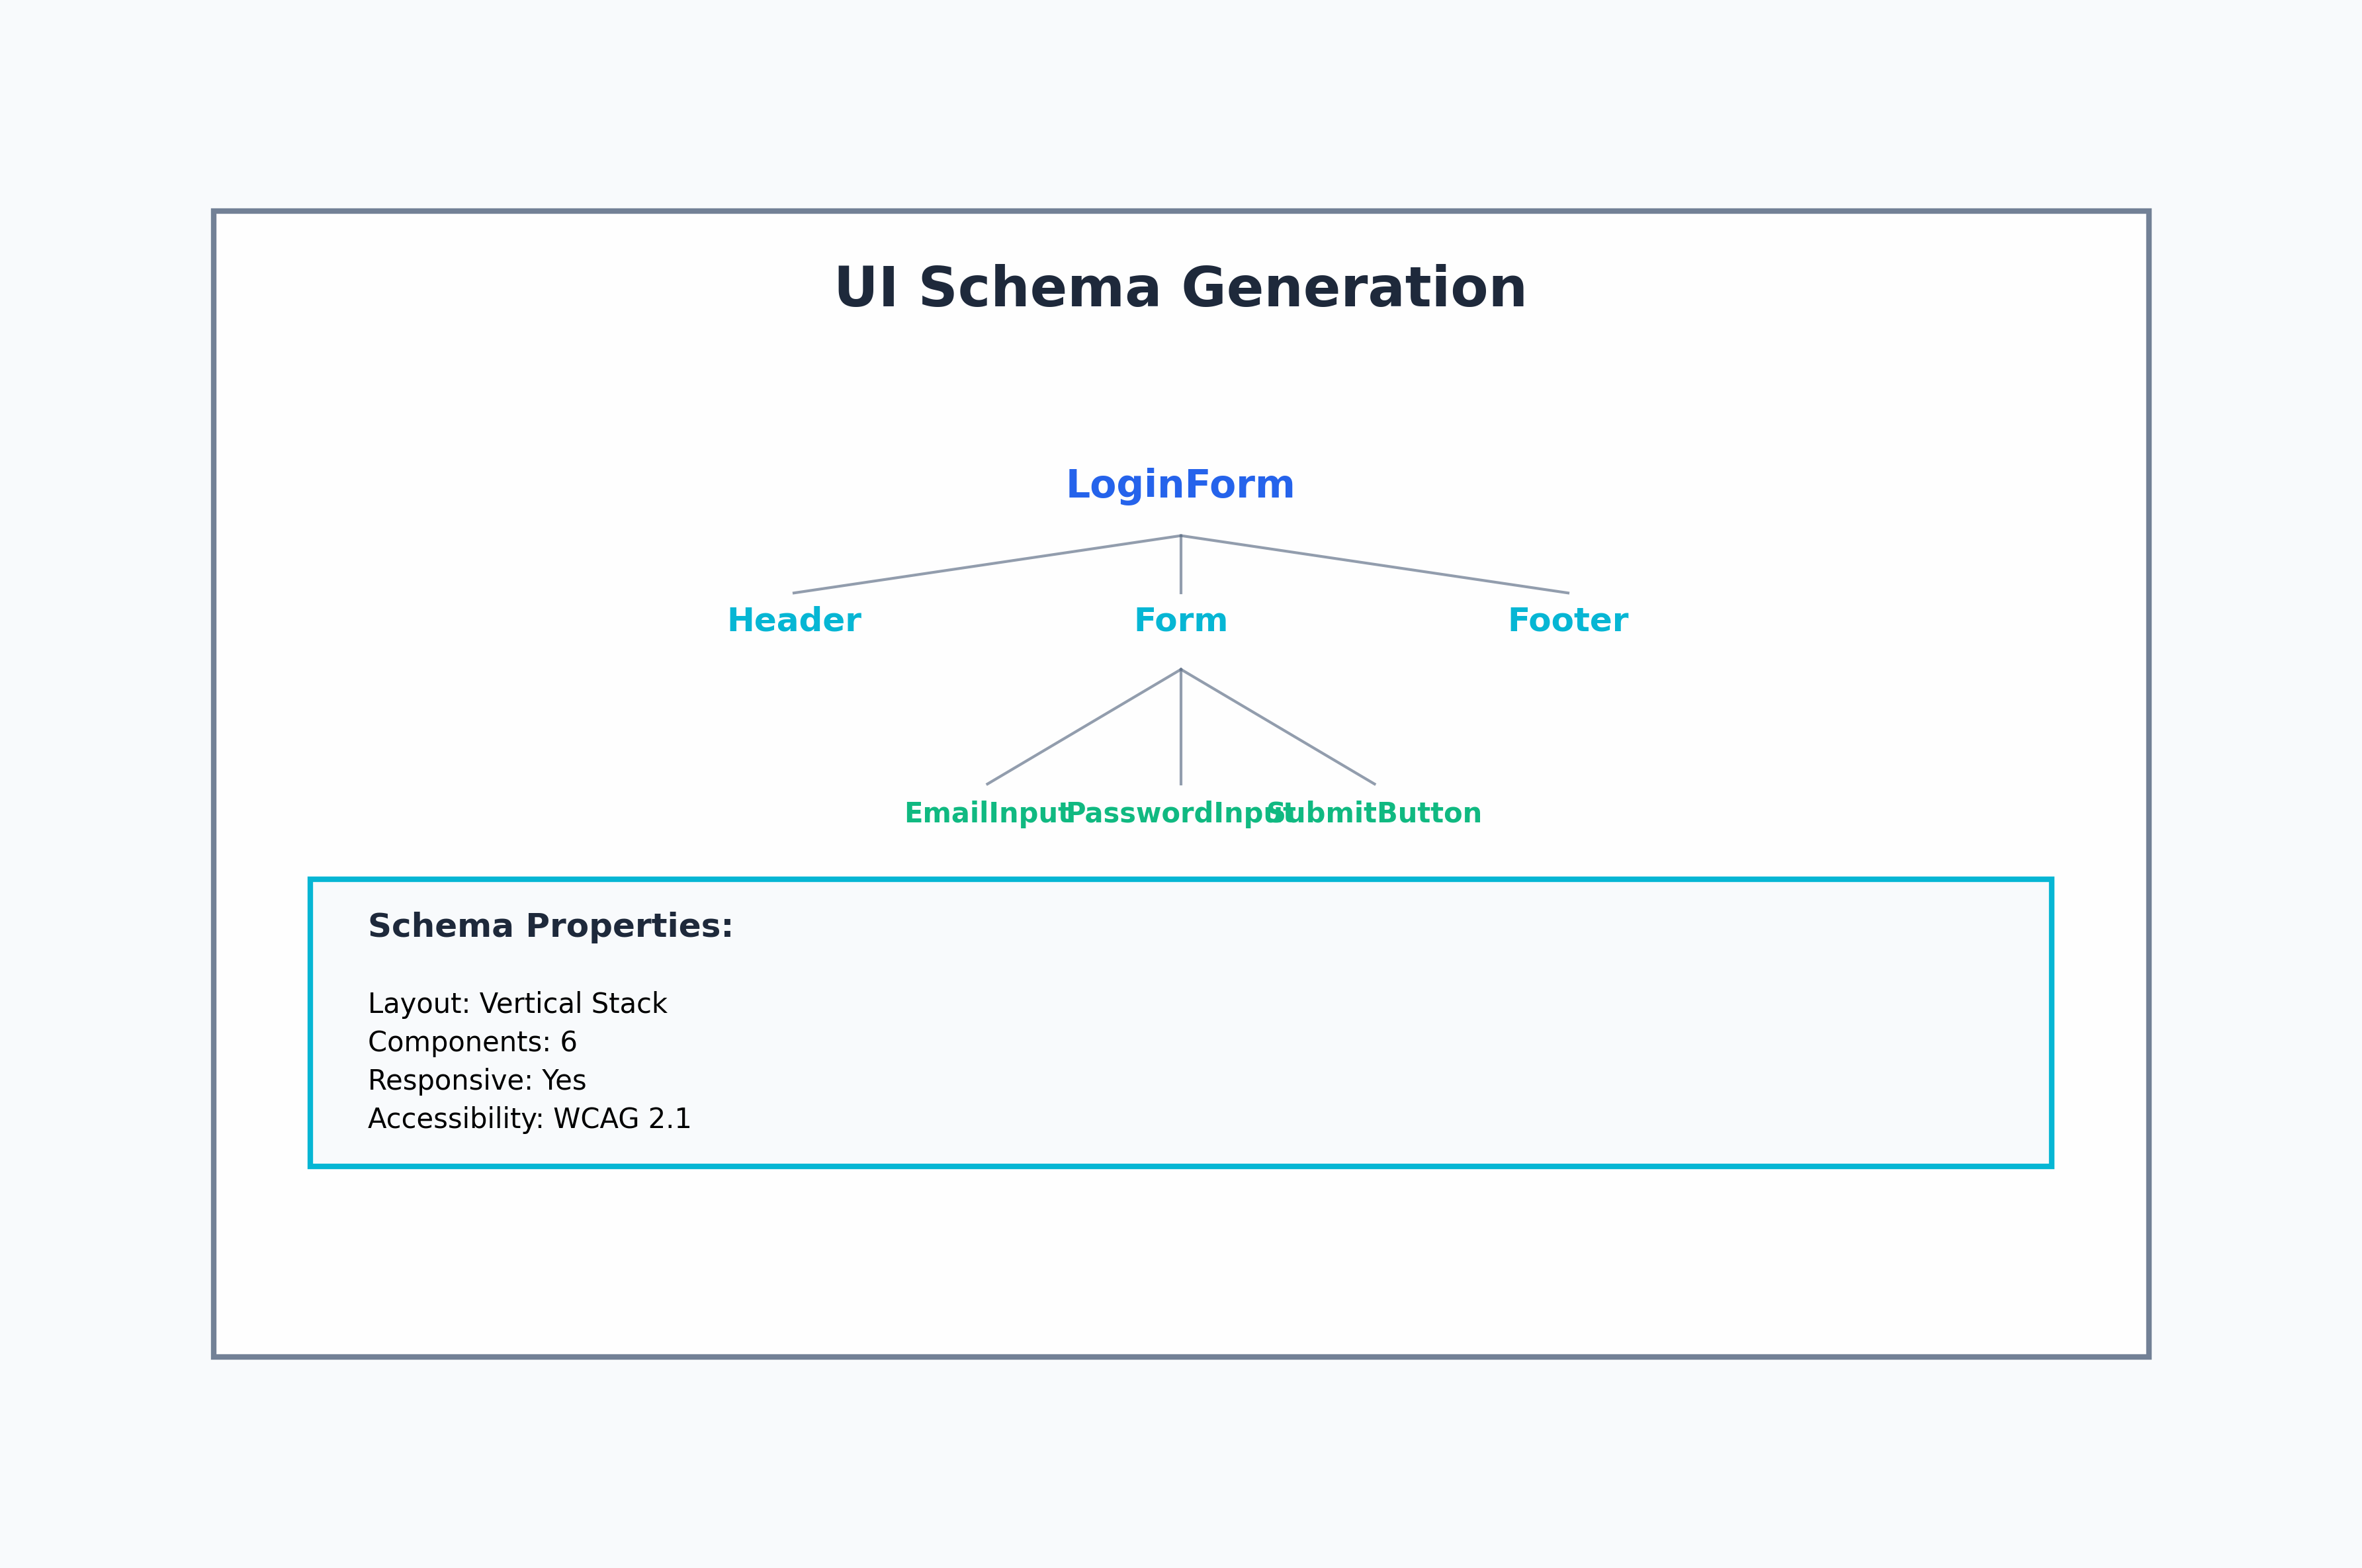 UI Schema Generation
LoginForm
Header Form Footer
EmailInput PasswordInput SubmitButton
Schema Properties:
Layout: Vertical Stack
Components: 6
Responsive: Yes
Accessibility: WCAG 2.1